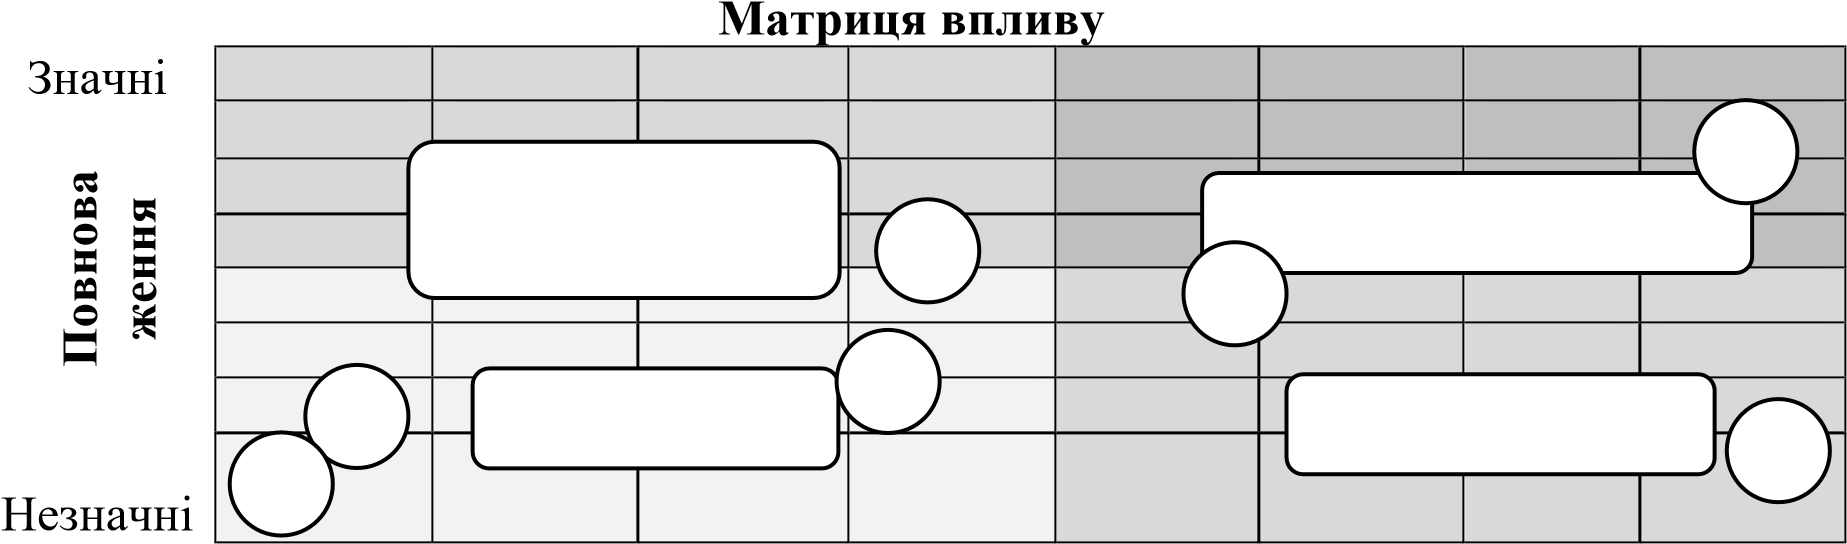 Матриця впливу
Значні
Повнова
ження
Незначні